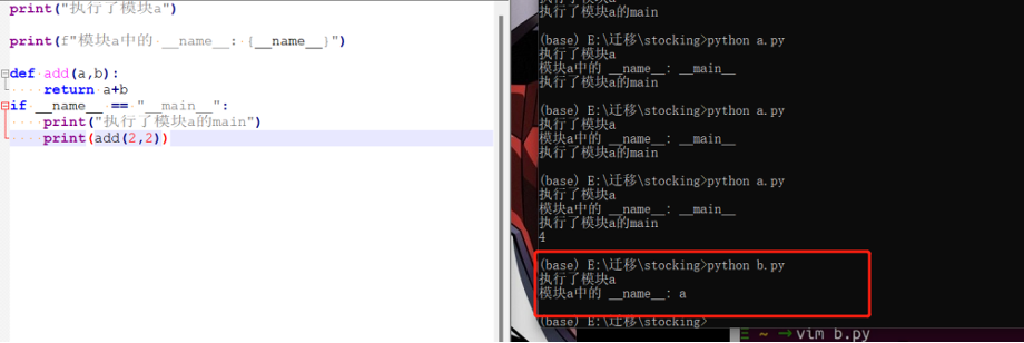 print("执行了模块a")
print(f"模块a中的 __name__: {__name__}")
def add(a,b):
return a+b
if __name__ == "__main__":
print("执行了模块a的main")
print(add(2,2))
执行了模块a的main
(base) E:\迁移\stocking>python a.py
执行了模块a
模块a中的 __name__: __main__
执行了模块a的main
(base) E:\迁移\stocking>python a.py
执行了模块a
模块a中的 __name__: __main__
执行了模块a的main
(base) E:\迁移\stocking>python a.py
执行了模块a
模块a中的 __name__: __main__
执行了模块a的main
4
(base) E:\迁移\stocking>python b.py
执行了模块a
模块a中的 __name__: a
(base) E:\迁移\stocking>
~ → vim b.py